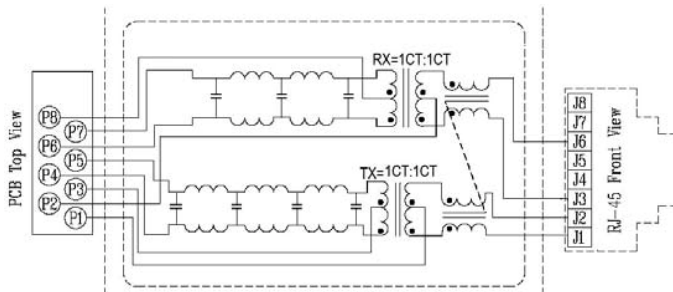 PCB Top View
P8
P7
P6
P5
P4
P3
P2
P1
RX=1CT:1CT
TX=1CT:1CT
J8
J7
J6
J5
J4
J3
J2
J1
RJ-45 Front View